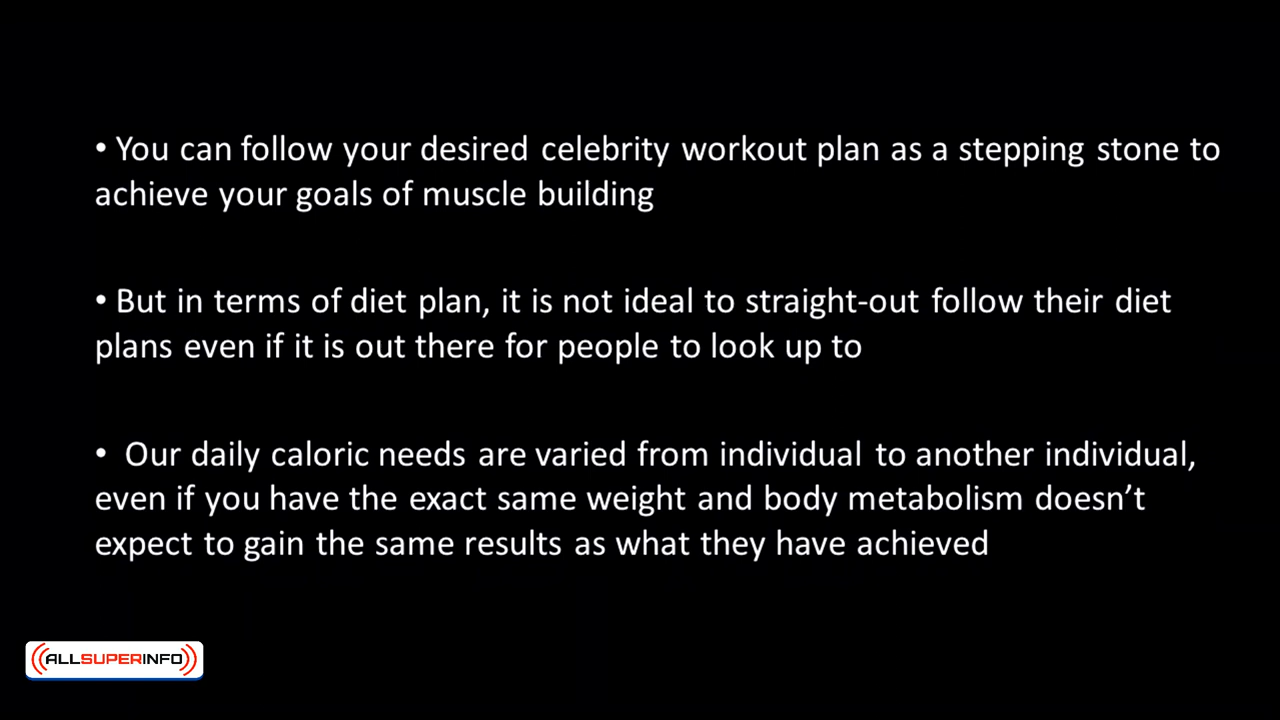 • You can follow your desired celebrity workout plan as a stepping stone to
achieve your goals of muscle building
• But in terms of diet plan, it is not ideal to straight-out follow their diet
plans even if it is out there for people to look up to
• Our daily caloric needs are varied from individual to another individual,
even if you have the exact same weight and body metabolism doesn’t
expect to gain the same results as what they have achieved
ALLSUPERINFO